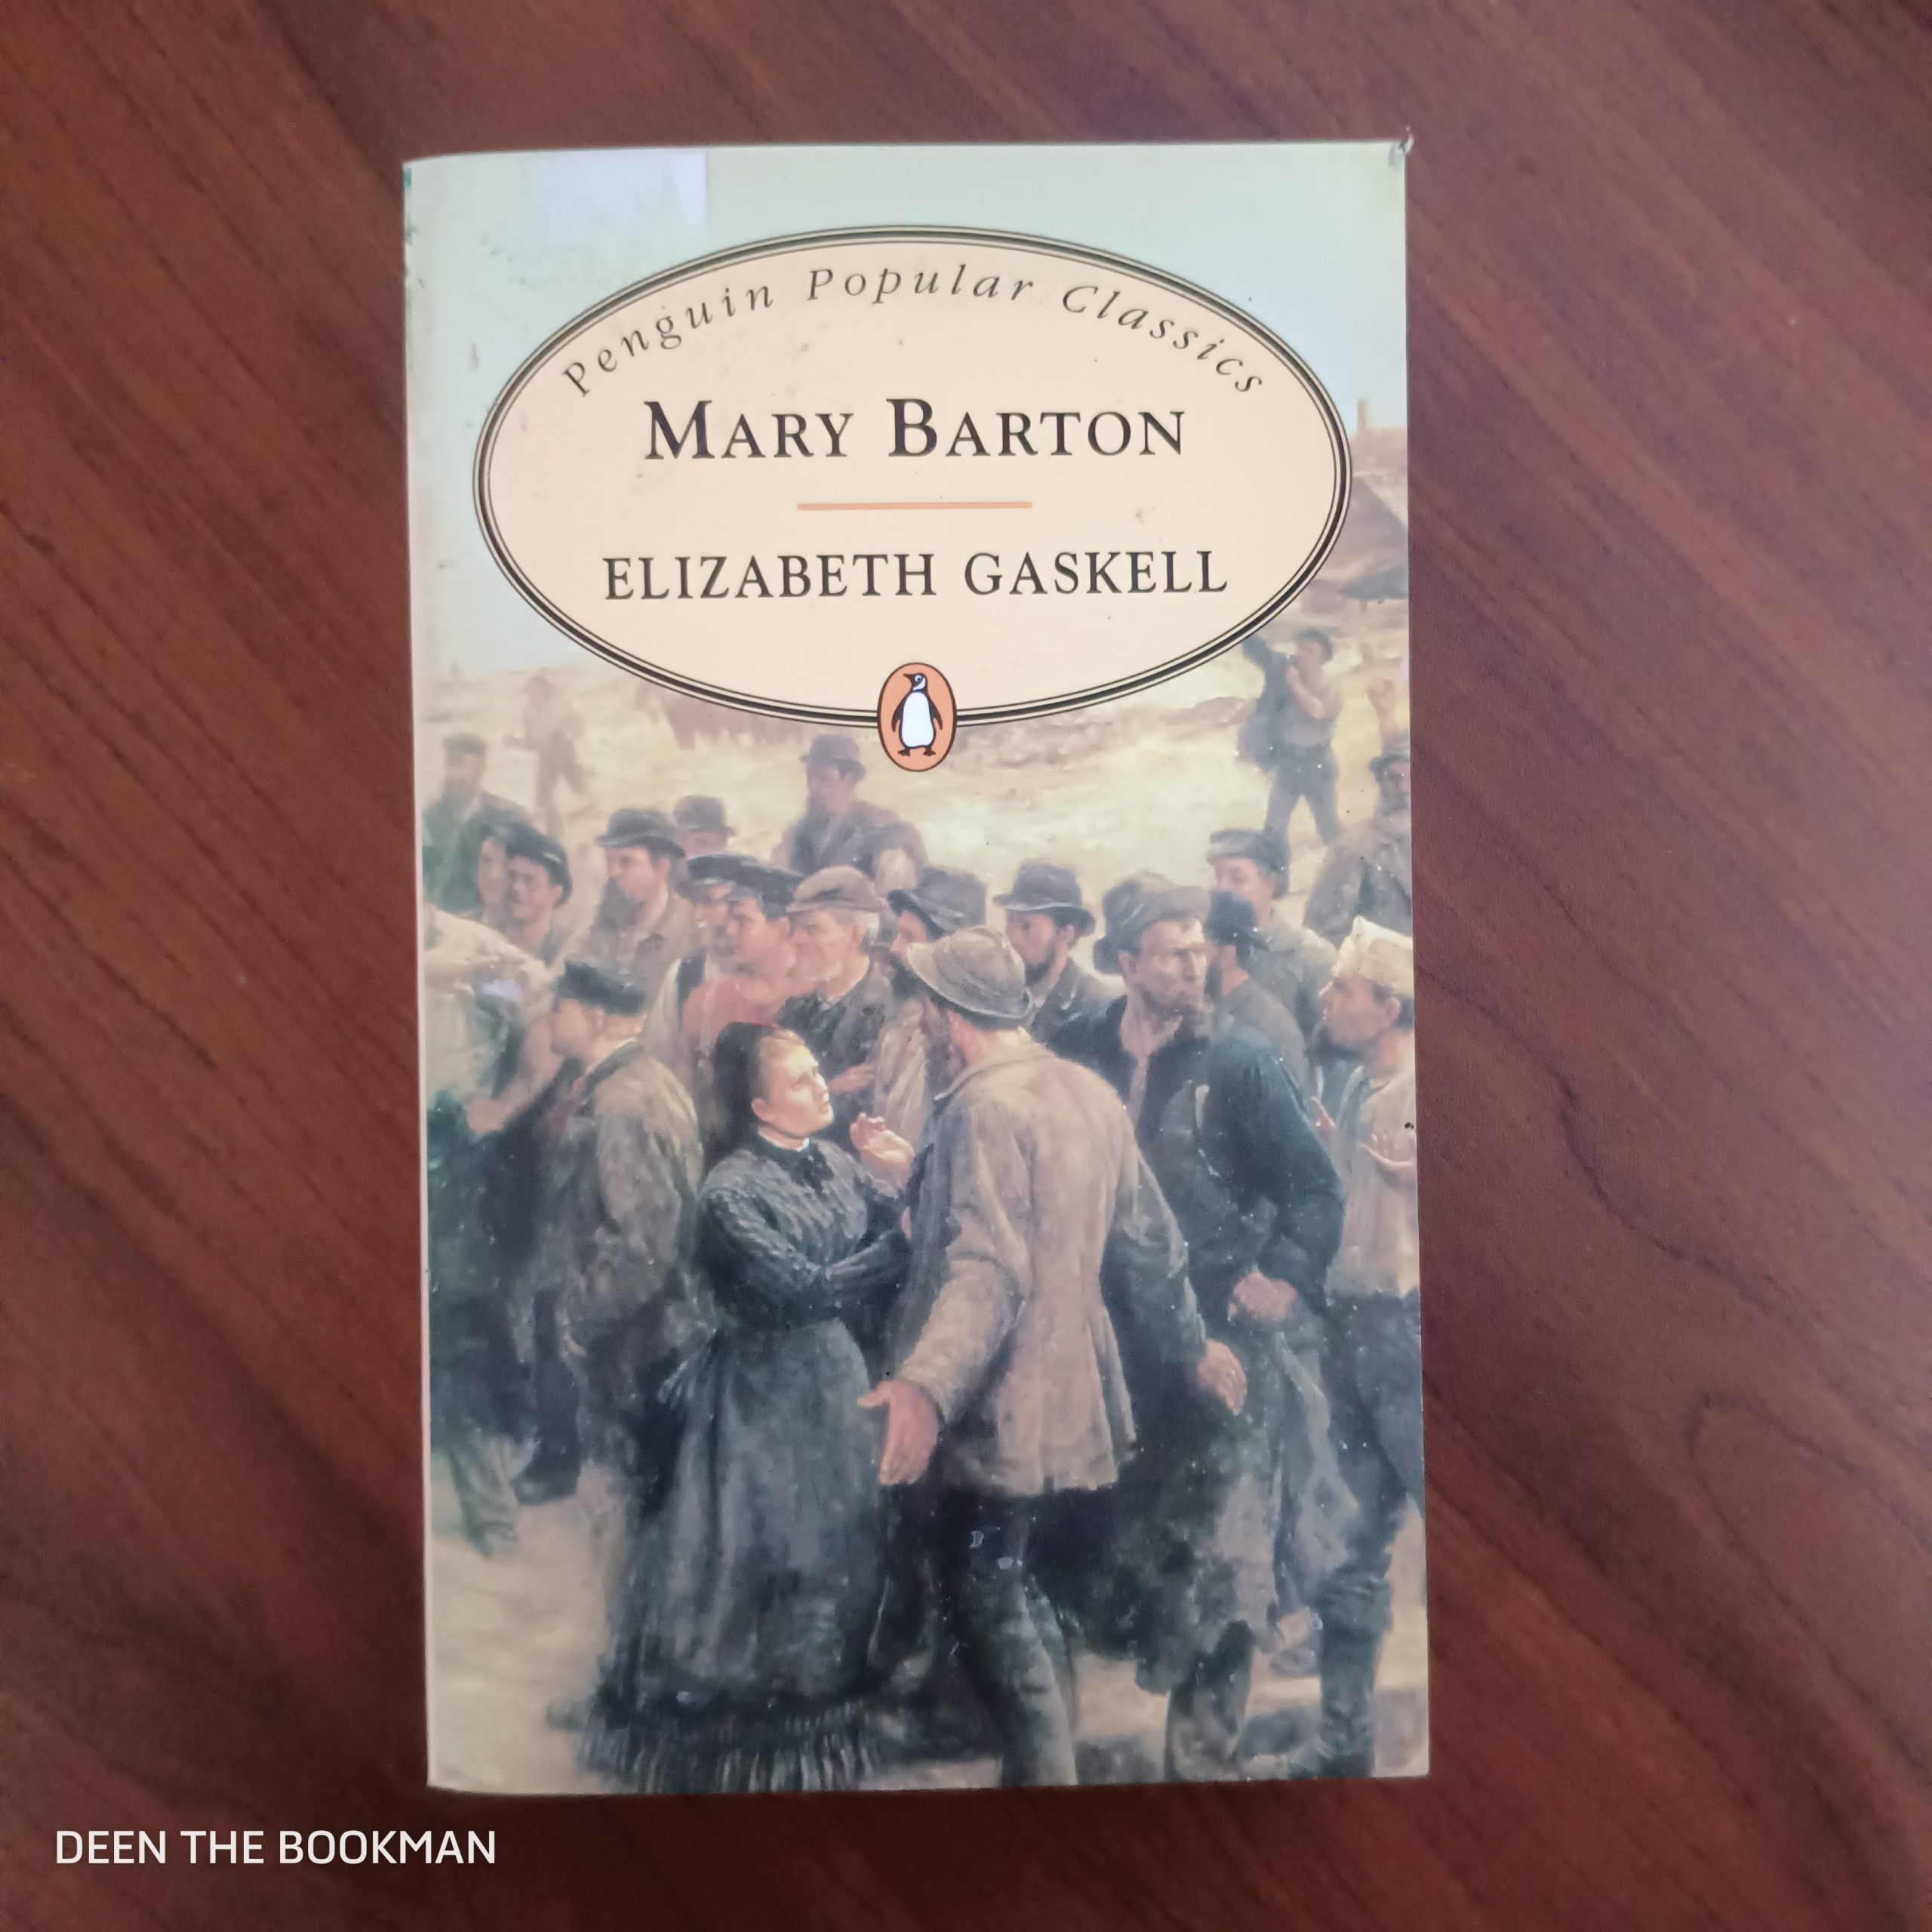 Penguin Popular Classics
MARY BARTON
ELIZABETH GASKELL
DEEN THE BOOKMAN